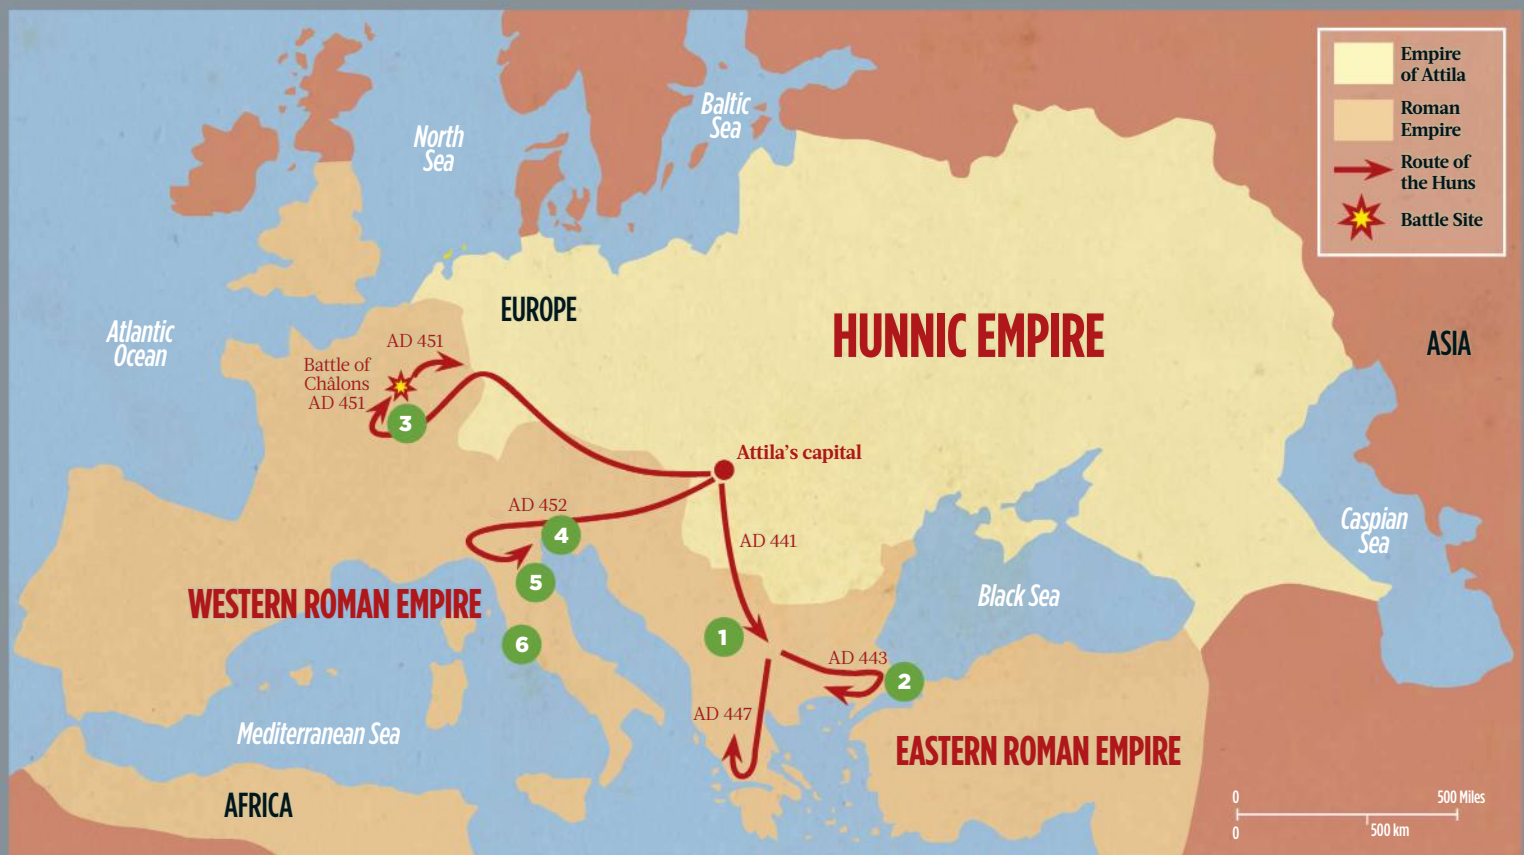 Empire
of Attila
Roman
Empire
Route of
the Huns
Battle Site
Baltic
Sea
North
Sea
EUROPE
HUNNIC EMPIRE
ASIA
Atlantic
Ocean
AD 451
Battle of
Châlons
AD 451
3
Attila's capital
AD 452
4
AD 441
Caspian
Sea
5
Black Sea
WESTERN ROMAN EMPIRE
1
6
AD 443
2
AD 447
Mediterranean Sea
EASTERN ROMAN EMPIRE
AFRICA
0
500 Miles
0
500 km